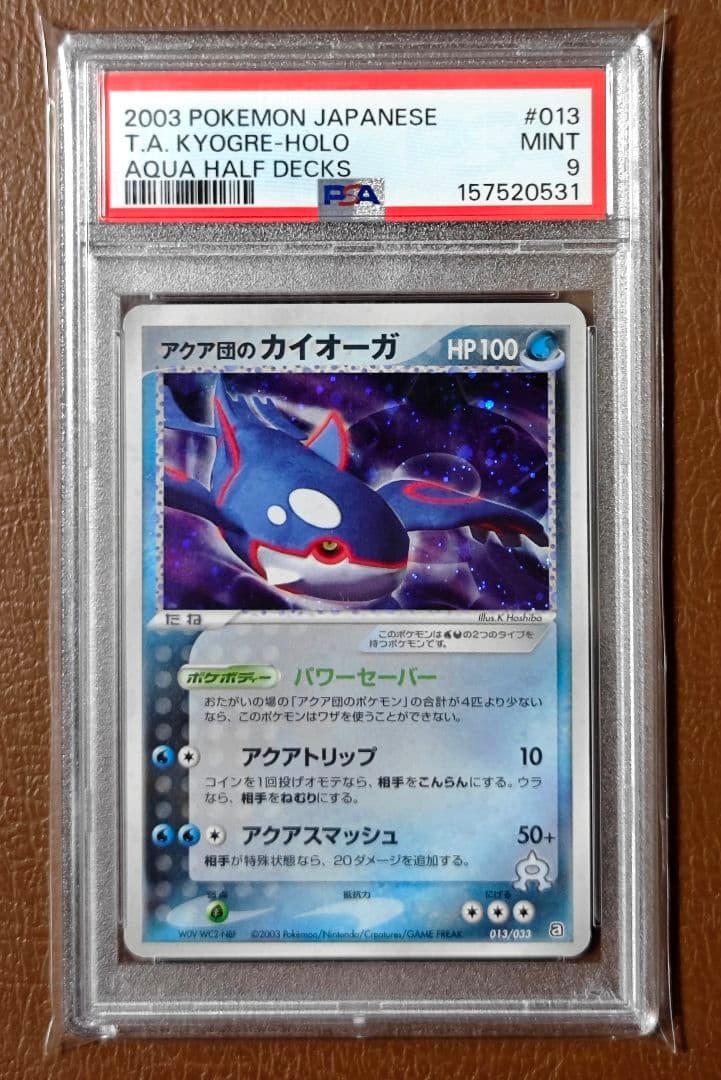 2003 POKEMON JAPANESE #013
T.A. KYOGRE-HOLO MINT
AQUA HALF DECKS 9
PSA 157520531
アクア団のカイオーガ HP100
たね Illus.K Hoshiba
このポケモンは の2つのタイプを
持つポケモンです。
ポケボディー パワーセーバー
おたがいの場の「アクア団のポケモン」の合計が4匹より少ない
なら、このポケモンはワザを使うことができない。
アクアトリップ 10
コインを1回投げオモテなら、相手をこんらんにする。ウラ
なら、相手をねむりにする。
アクアスマッシュ 50+
相手が特殊状態なら、20ダメージを追加する。
弱点 抵抗力 にげる
©2003 Pokémon/Nintendo/Creatures/GAME FREAK 013/033 a